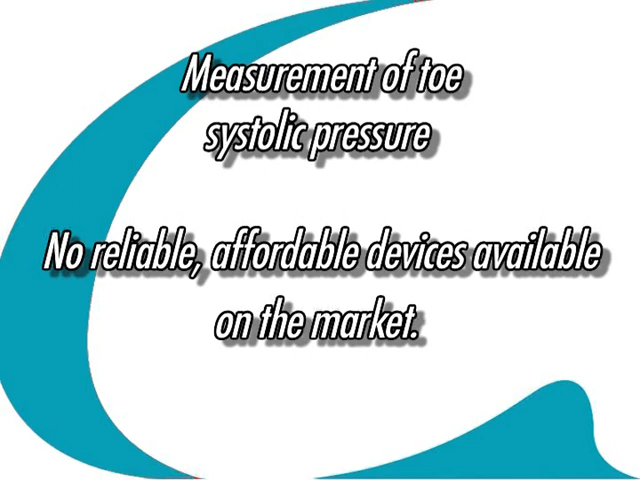 Measurement of toe
systolic pressure
No reliable, affordable devices available
on the market.